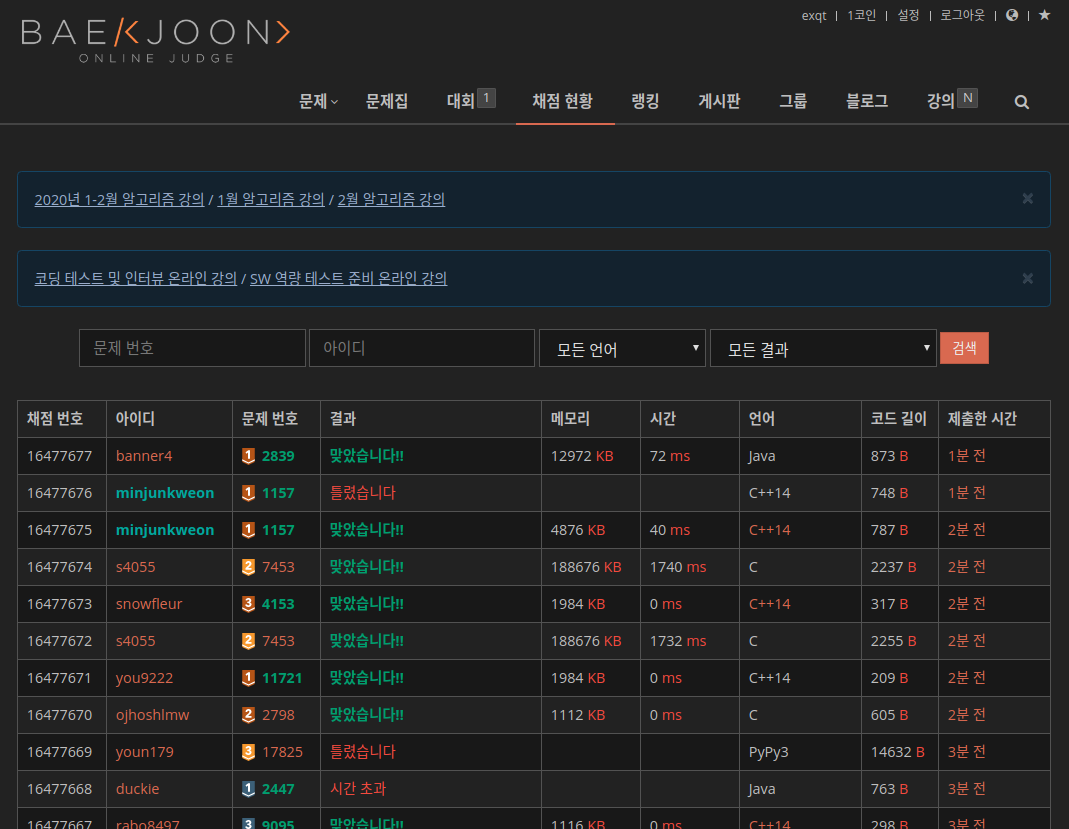 exqt | 1코인 | 설정 | 로그아웃 | |
BAEKJOON>
ONLINE JUDGE
문제 문제집 대회 1 채점 현황 랭킹 게시판 그룹 블로그 강의 N
2020년 1-2월 알고리즘 강의 / 1월 알고리즘 강의 / 2월 알고리즘 강의
코딩 테스트 및 인터뷰 온라인 강의 / SW 역량 테스트 준비 온라인 강의
문제 번호 아이디 모든 언어 모든 결과 검색
채점 번호 아이디 문제 번호 결과 메모리 시간 언어 코드 길이 제출한 시간
16477677 banner4 1 2839 맞았습니다!! 12972 KB 72 ms Java 873 B 1분 전
16477676 minjunkweon 1 1157 틀렸습니다 C++14 748 B 1분 전
16477675 minjunkweon 1 1157 맞았습니다!! 4876 KB 40 ms C++14 787 B 2분 전
16477674 s4055 2 7453 맞았습니다!! 188676 KB 1740 ms C 2237 B 2분 전
16477673 snowfleur 3 4153 맞았습니다!! 1984 KB 0 ms C++14 317 B 2분 전
16477672 s4055 2 7453 맞았습니다!! 188676 KB 1732 ms C 2255 B 2분 전
16477671 you9222 1 11721 맞았습니다!! 1984 KB 0 ms C++14 209 B 2분 전
16477670 ojhoshlmw 2 2798 맞았습니다!! 1112 KB 0 ms C 605 B 2분 전
16477669 youn179 3 17825 틀렸습니다 PyPy3 14632 B 3분 전
16477668 duckie 1 2447 시간 초과 Java 763 B 3분 전
16477667 rabo8497 3 9095 맞았습니다!! 1116 KB 0 ms C++14 298 B 3분 전